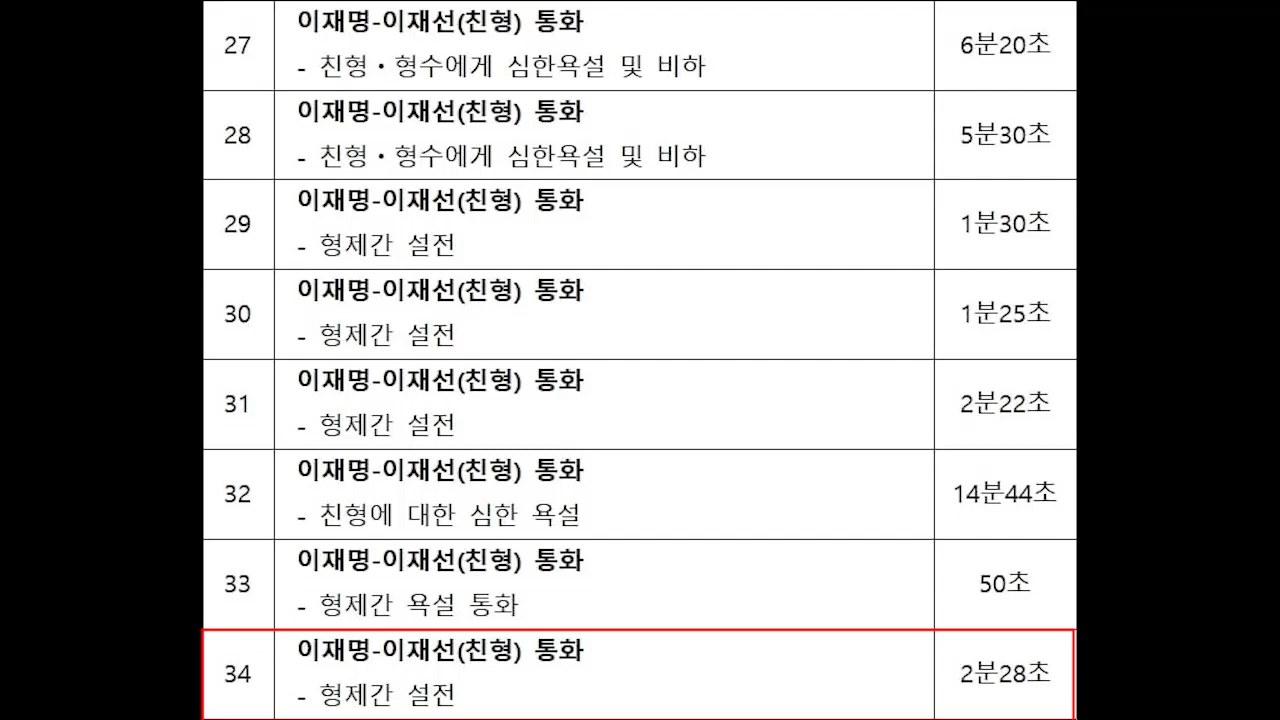 27
이재명-이재선(친형) 통화
- 친형·형수에게 심한욕설 및 비하
6분20초
28
이재명-이재선(친형) 통화
- 친형·형수에게 심한욕설 및 비하
5분30초
29
이재명-이재선(친형) 통화
- 형제간 설전
1분30초
30
이재명-이재선(친형) 통화
- 형제간 설전
1분25초
31
이재명-이재선(친형) 통화
- 형제간 설전
2분22초
32
이재명-이재선(친형) 통화
- 친형에 대한 심한 욕설
14분44초
33
이재명-이재선(친형) 통화
- 형제간 욕설 통화
50초
34
이재명-이재선(친형) 통화
- 형제간 설전
2분28초